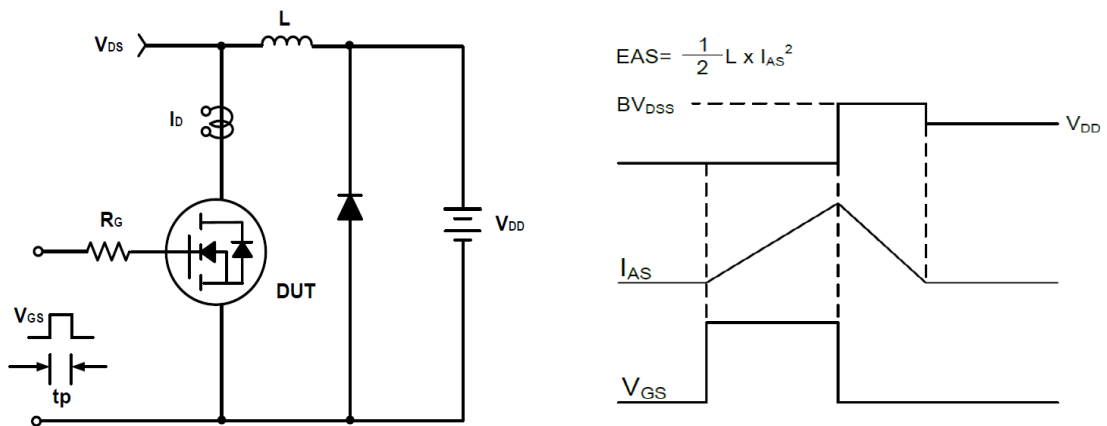 L
VDS
ID
RG
VDD
DUT
VGS
tp
EAS= 1/2 L x IAS²
BVDSS
VDD
IAS
VGS